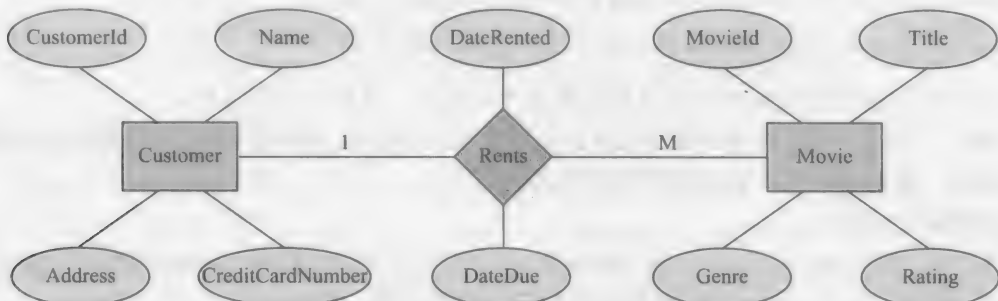 CustomerId
Name
DateRented
MovieId
Title
Customer
1
Rents
M
Movie
Address
CreditCardNumber
DateDue
Genre
Rating